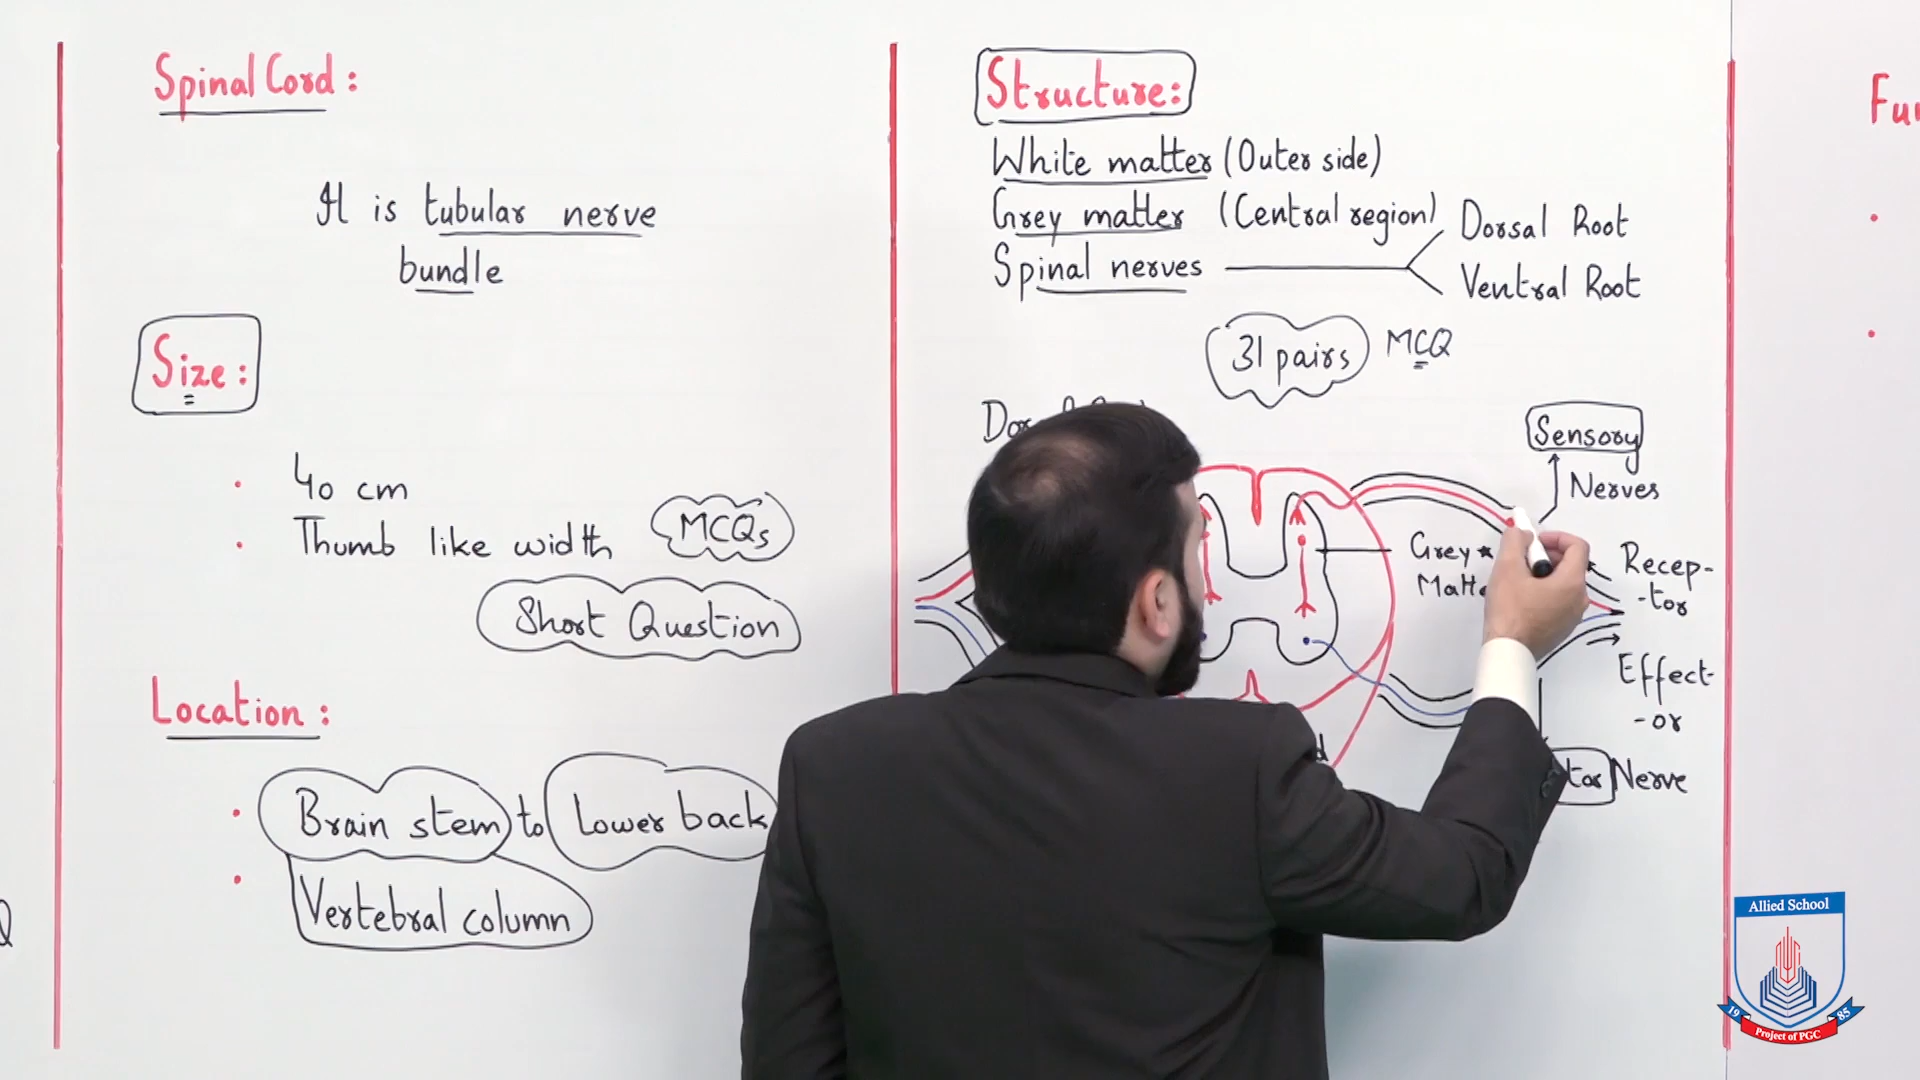 Spinal Cord :
It is tubular nerve
bundle
Size :
40 cm
Thumb like width
MCQs
Short Question
Location :
Brain stem to Lower back
Vertebral column
Structure:
White matter (Outer side)
Grey matter (Central region)
Spinal nerves
Dorsal Root
Ventral Root
31 pairs
MCQ
Sensory
Nerves
Grey
Recep-
-tor
Effect-
-or
Nerve
Allied School
19 85
Project of PGC